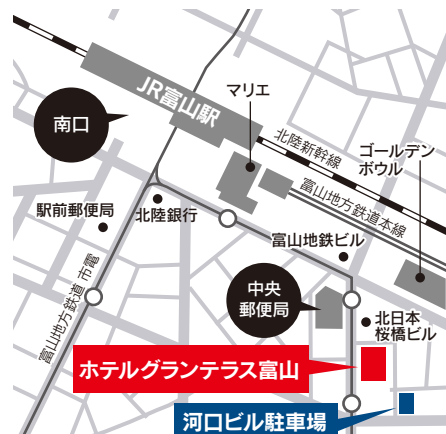 JR富山駅
マリエ
南口
北陸新幹線
ゴールデン
ボウル
富山地方鉄道本線
駅前郵便局
北陸銀行
富山地鉄ビル
富山地方鉄道 市電
中央
郵便局
北日本
桜橋ビル
ホテルグランテラス富山
河口ビル駐車場